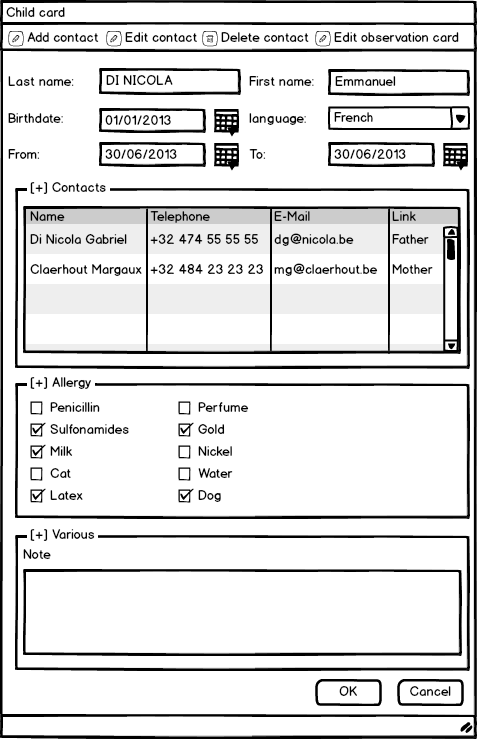 Child card
Add contact Edit contact Delete contact Edit observation card
Last name: DI NICOLA First name: Emmanuel
Birthdate: 01/01/2013 language: French
From: 30/06/2013 To: 30/06/2013
[+] Contacts
Name Telephone E-Mail Link
Di Nicola Gabriel +32 474 55 55 55 dg@nicola.be Father
Claerhout Margaux +32 484 23 23 23 mg@claerhout.be Mother
[+] Allergy
Penicillin Perfume
Sulfonamides Gold
Milk Nickel
Cat Water
Latex Dog
[+] Various
Note
OK Cancel